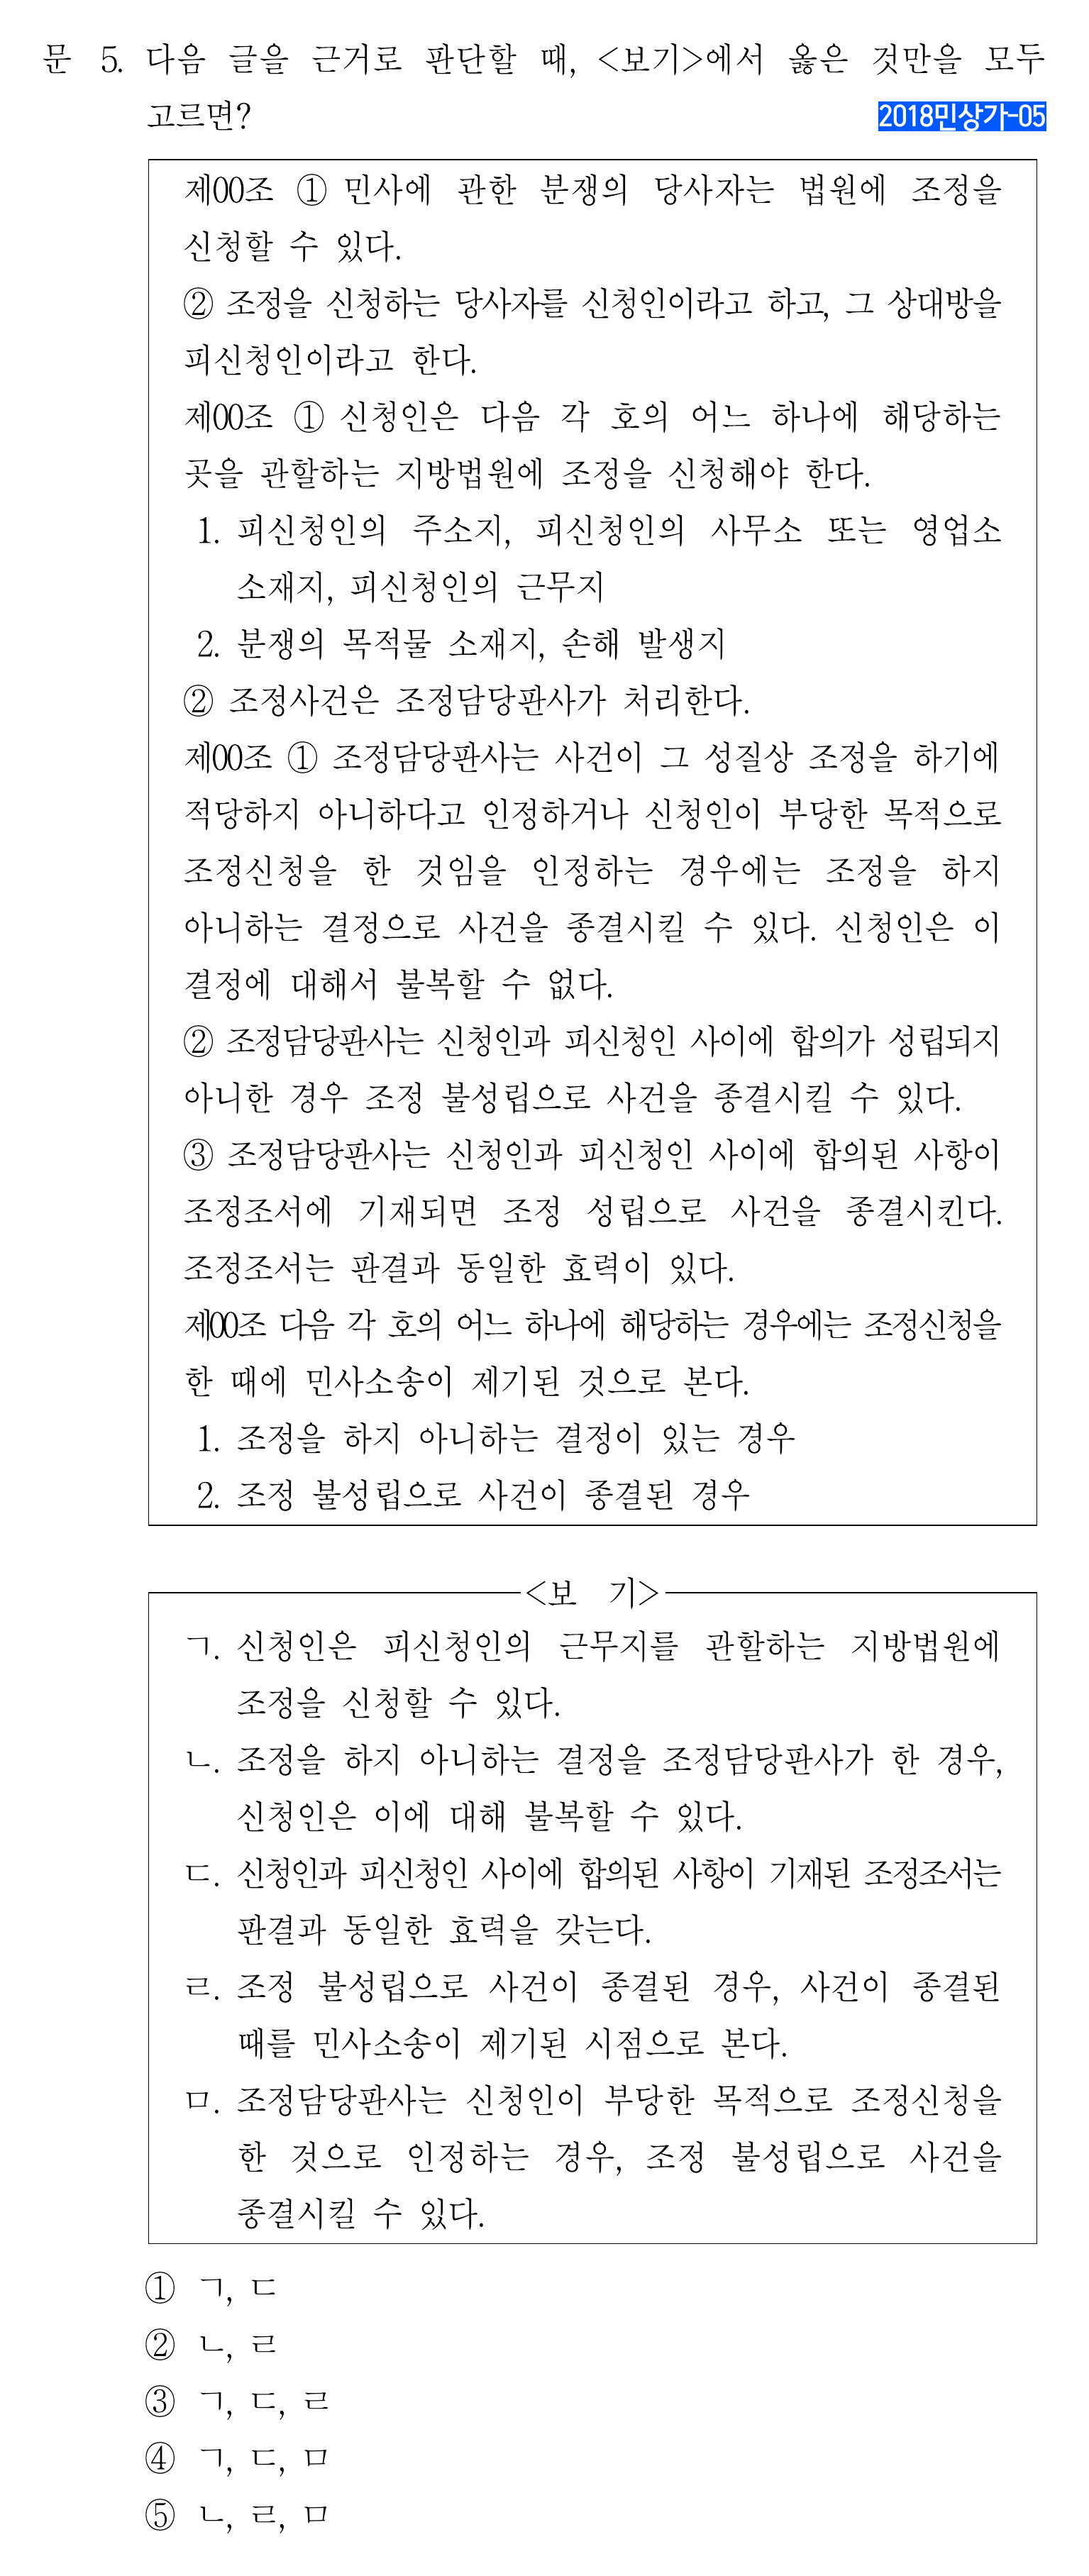 문 5. 다음 글을 근거로 판단할 때, <보기>에서 옳은 것만을 모두
고르면?
2018민상가-05
제00조 ① 민사에 관한 분쟁의 당사자는 법원에 조정을
신청할 수 있다.
② 조정을 신청하는 당사자를 신청인이라고 하고, 그 상대방을
피신청인이라고 한다.
제00조 ① 신청인은 다음 각 호의 어느 하나에 해당하는
곳을 관할하는 지방법원에 조정을 신청해야 한다.
1. 피신청인의 주소지, 피신청인의 사무소 또는 영업소
소재지, 피신청인의 근무지
2. 분쟁의 목적물 소재지, 손해 발생지
② 조정사건은 조정담당판사가 처리한다.
제00조 ① 조정담당판사는 사건이 그 성질상 조정을 하기에
적당하지 아니하다고 인정하거나 신청인이 부당한 목적으로
조정신청을 한 것임을 인정하는 경우에는 조정을 하지
아니하는 결정으로 사건을 종결시킬 수 있다. 신청인은 이
결정에 대해서 불복할 수 없다.
② 조정담당판사는 신청인과 피신청인 사이에 합의가 성립되지
아니한 경우 조정 불성립으로 사건을 종결시킬 수 있다.
③ 조정담당판사는 신청인과 피신청인 사이에 합의된 사항이
조정조서에 기재되면 조정 성립으로 사건을 종결시킨다.
조정조서는 판결과 동일한 효력이 있다.
제00조 다음 각 호의 어느 하나에 해당하는 경우에는 조정신청을
한 때에 민사소송이 제기된 것으로 본다.
1. 조정을 하지 아니하는 결정이 있는 경우
2. 조정 불성립으로 사건이 종결된 경우
<보 기>
ㄱ. 신청인은 피신청인의 근무지를 관할하는 지방법원에
조정을 신청할 수 있다.
ㄴ. 조정을 하지 아니하는 결정을 조정담당판사가 한 경우,
신청인은 이에 대해 불복할 수 있다.
ㄷ. 신청인과 피신청인 사이에 합의된 사항이 기재된 조정조서는
판결과 동일한 효력을 갖는다.
ㄹ. 조정 불성립으로 사건이 종결된 경우, 사건이 종결된
때를 민사소송이 제기된 시점으로 본다.
ㅁ. 조정담당판사는 신청인이 부당한 목적으로 조정신청을
한 것으로 인정하는 경우, 조정 불성립으로 사건을
종결시킬 수 있다.
① ㄱ, ㄷ
② ㄴ, ㄹ
③ ㄱ, ㄷ, ㄹ
④ ㄱ, ㄷ, ㅁ
⑤ ㄴ, ㄹ, ㅁ